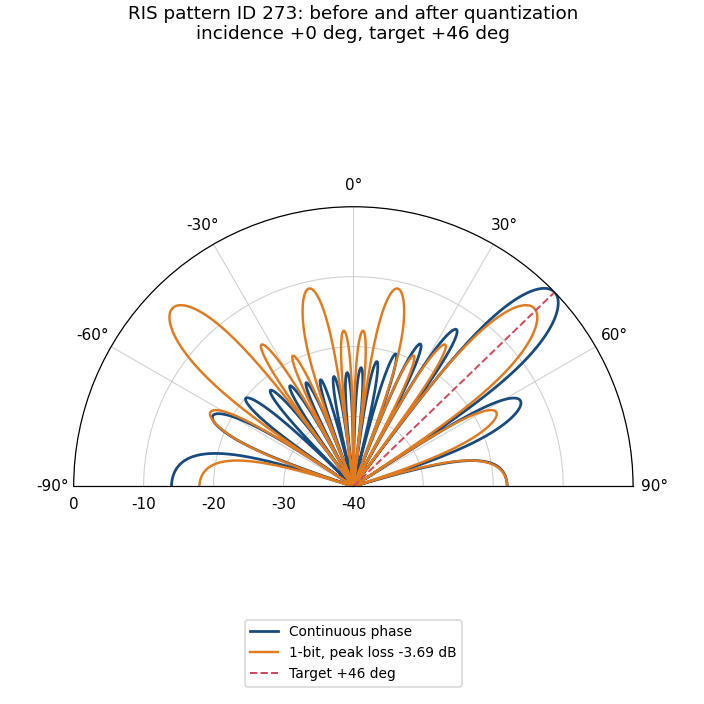 RIS pattern ID 273: before and after quantization
incidence +0 deg, target +46 deg
0°
-30°
30°
-60°
60°
-90°
90°
0
-10
-20
-30
-40
Continuous phase
1-bit, peak loss -3.69 dB
Target +46 deg